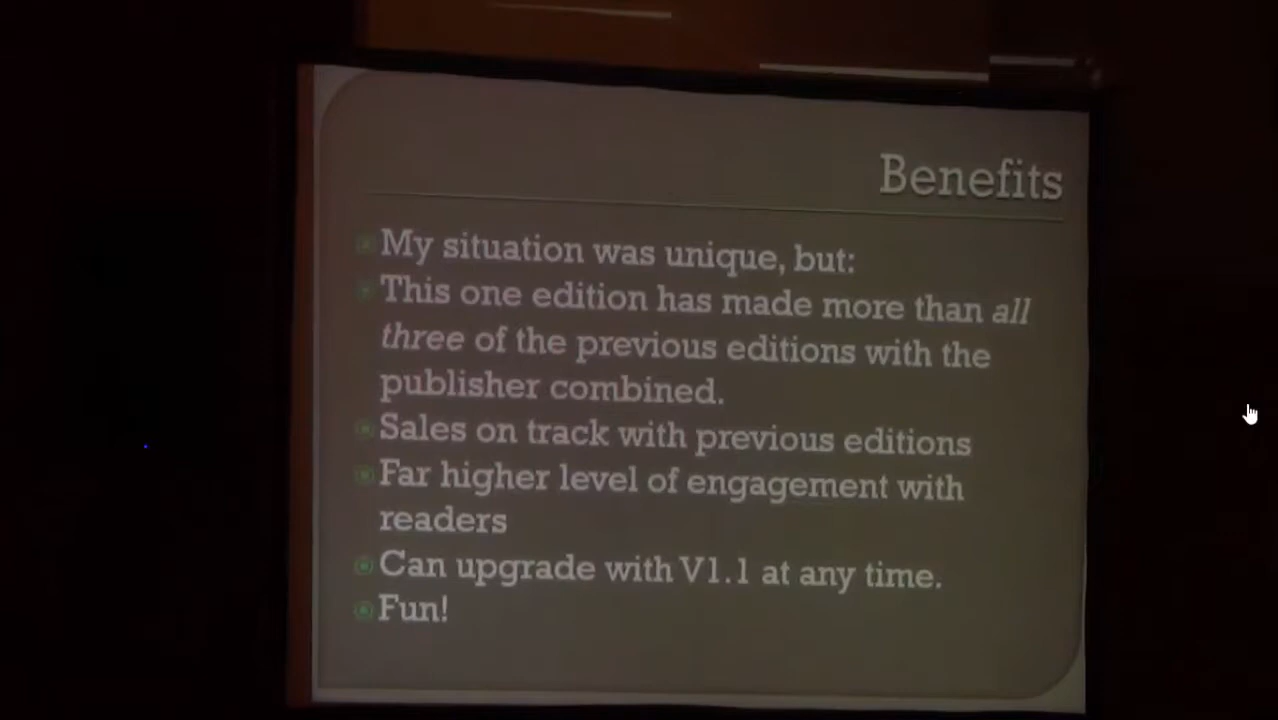 Benefits
My situation was unique, but:
This one edition has made more than all
three of the previous editions with the
publisher combined.
Sales on track with previous editions
Far higher level of engagement with
readers
Can upgrade with V1.1 at any time.
Fun!